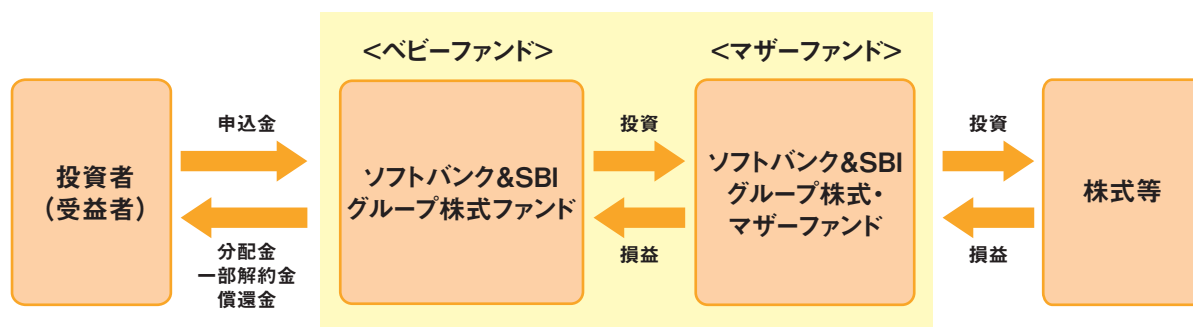 <ベビーファンド>
<マザーファンド>
投資者
（受益者）
申込金
分配金
一部解約金
償還金
ソフトバンク&SBI
グループ株式ファンド
投資
損益
ソフトバンク&SBI
グループ株式・
マザーファンド
投資
損益
株式等